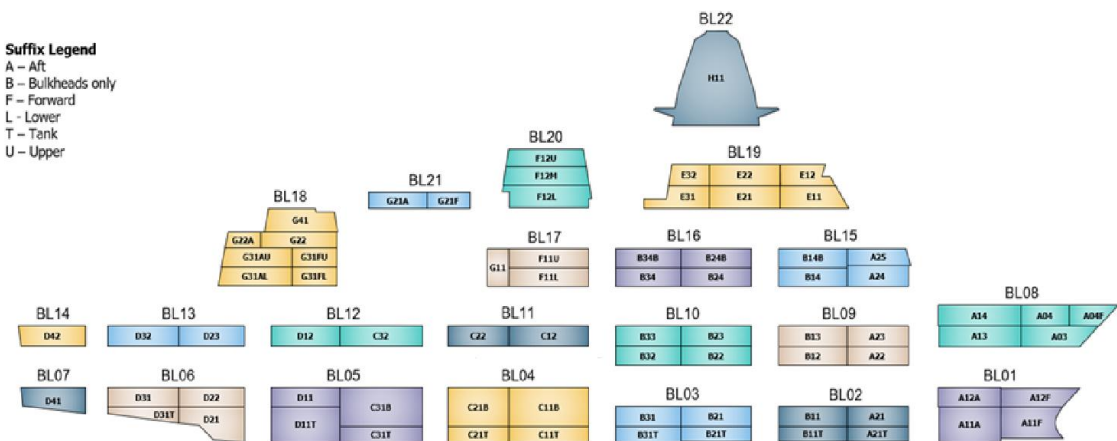 BL22
Suffix Legend
A – Aft
B – Bulkheads only
F – Forward
L - Lower
T – Tank
U – Upper
H11
BL20
F12U
F12M
F12L
BL19
E32 E22 E12
E31 E21 E11
BL21
G21A G21F
BL18
G41
G22A G22
G31AU G31FU
G31AL G31FL
BL17
G11 F11U
F11L
BL16
B34B B24B
B34 B24
BL15
B14B A25
B14 A24
BL14
D42
BL13
D32 D23
BL12
D12 C32
BL11
C22 C12
BL10
B33 B23
B32 B22
BL09
B13 A23
B12 A22
BL08
A14 A04 A04F
A13 A03
BL07
D41
BL06
D31 D22
D31T D21
BL05
D11 C31B
D11T C31T
BL04
C21B C11B
C21T C11T
BL03
B31 B21
B31T B21T
BL02
B11 A21
B11T A21T
BL01
A12A A12F
A11A A11F